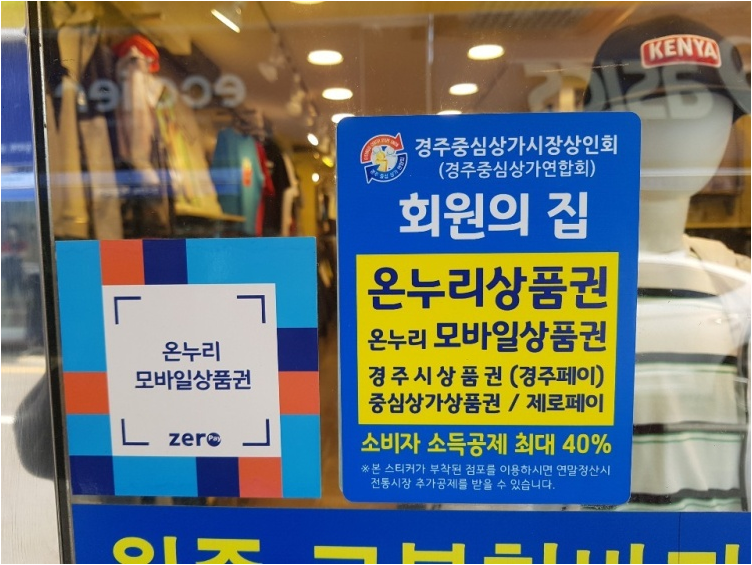 KENYA
asics
ecoller
경주중심상가시장상인회
(경주중심상가연합회)
회원의 집
온누리상품권
온누리 모바일상품권
경주시상품권 (경주페이)
중심상가상품권 / 제로페이
소비자 소득공제 최대 40%
※본 스티커가 부착된 점포를 이용하시면 연말정산시
전통시장 추가공제를 받을 수 있습니다.
온누리
모바일상품권
zeroPay